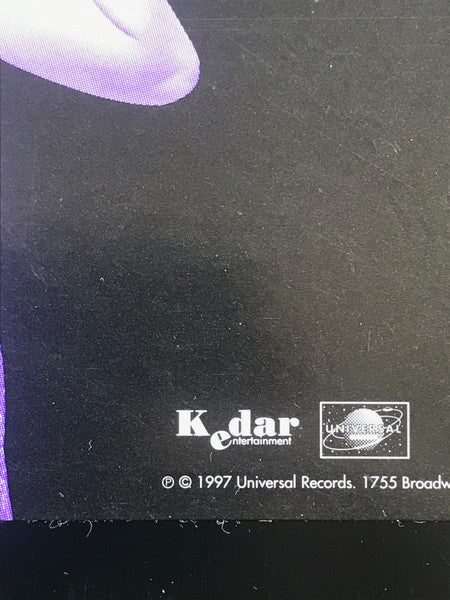 Kedar
entertainment
UNIVERSAL
℗ © 1997 Universal Records. 1755 Broadw